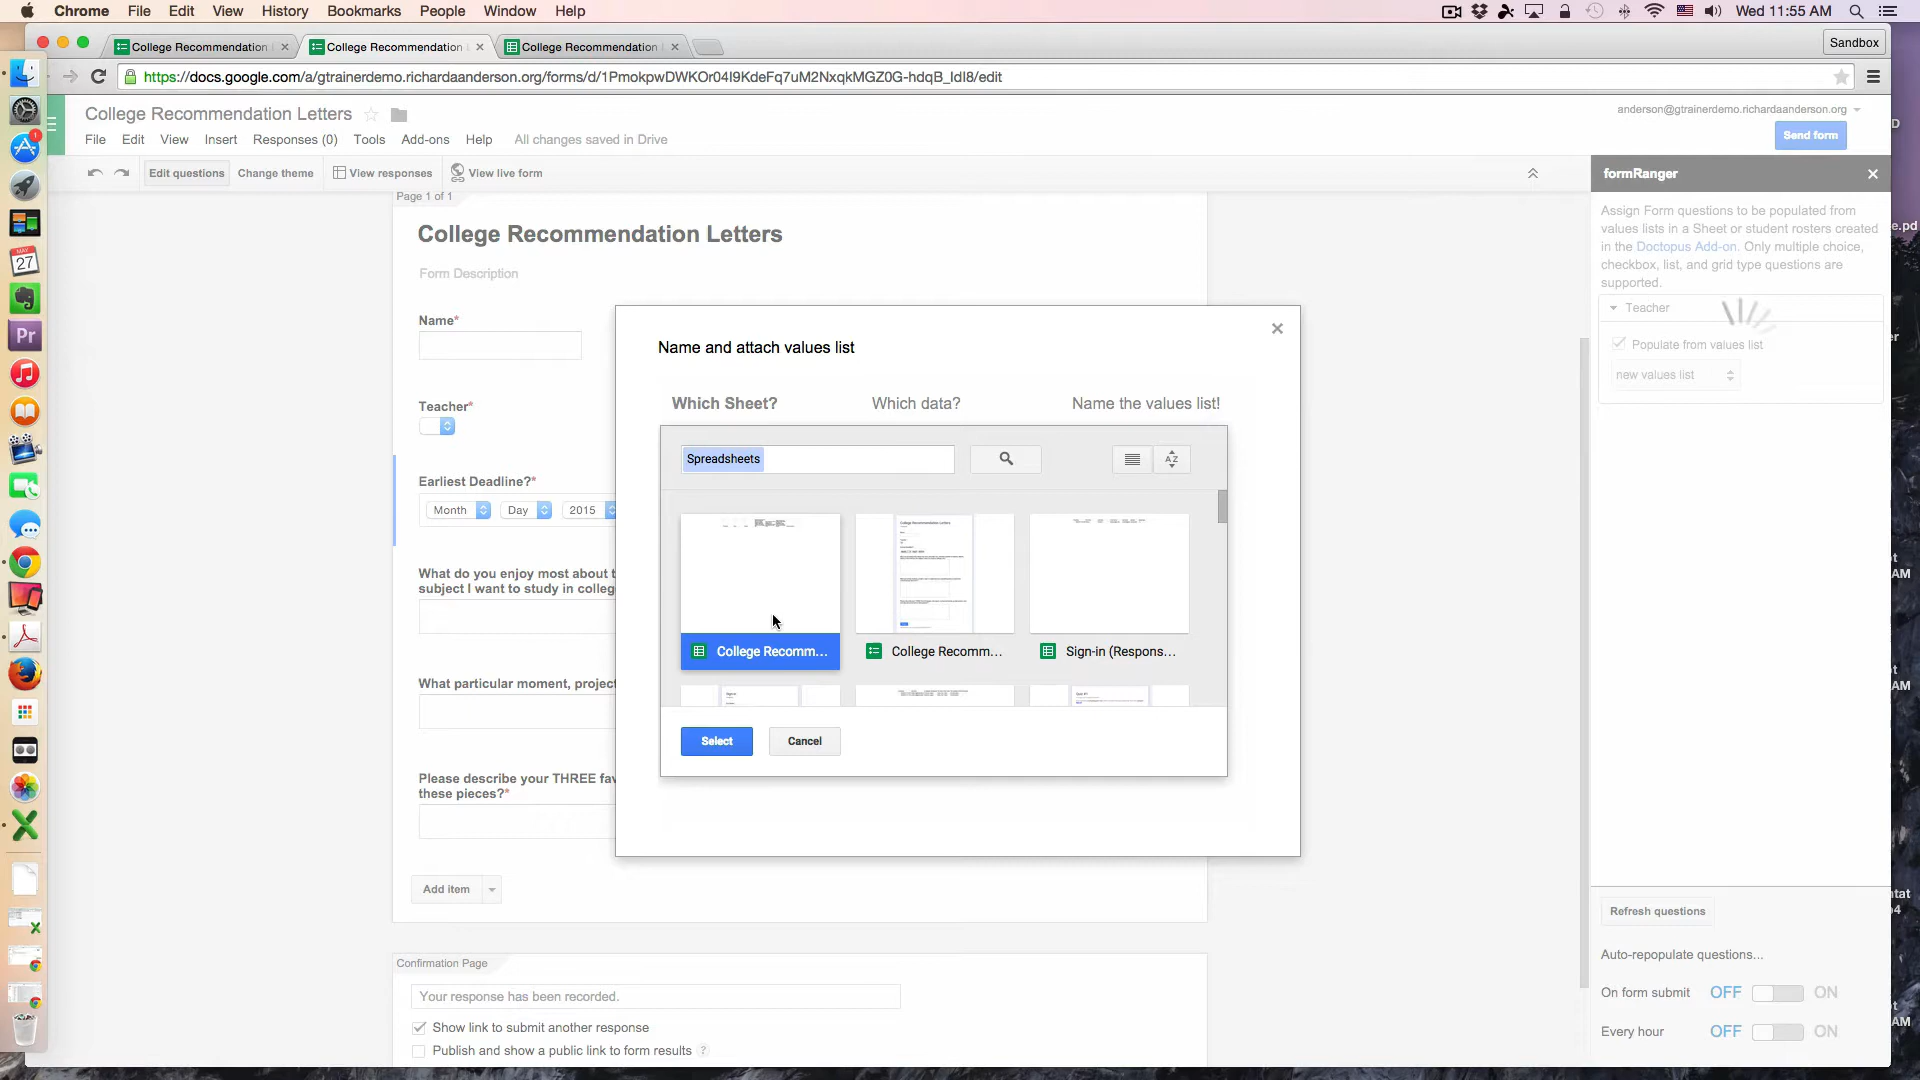 Chrome File Edit View History Bookmarks People Window Help
Wed 11:55 AM
College Recommendation
College Recommendation
College Recommendation
Sandbox
https://docs.google.com/a/gtrainerdemo.richardaanderson.org/forms/d/1PmokpwDWKOr04I9KdeFq7uM2NxqkMGZ0G-hdqB_IdI8/edit
College Recommendation Letters
anderson@gtrainerdemo.richardaanderson.org
File Edit View Insert Responses (0) Tools Add-ons Help All changes saved in Drive
Send form
Edit questions Change theme View responses View live form
formRanger
Page 1 of 1
Assign Form questions to be populated from
values lists in a Sheet or student rosters created
in the Doctopus Add-on. Only multiple choice,
checkbox, list, and grid type questions are
supported.
Teacher
Populate from values list
new values list
College Recommendation Letters
Form Description
Name*
Teacher*
Earliest Deadline?*
Month Day 2015
What do you enjoy most about t
subject I want to study in colleg
What particular moment, project
Please describe your THREE fav
these pieces?*
Add item
Name and attach values list
Which Sheet? Which data? Name the values list!
Spreadsheets
AZ
College Recomm...
College Recomm...
Sign-in (Respons...
Select Cancel
Confirmation Page
Your response has been recorded.
Show link to submit another response
Publish and show a public link to form results ?
Refresh questions
Auto-repopulate questions...
On form submit OFF ON
Every hour OFF ON
MAY
27
Pr
1
e.pd
AM
AM
AM